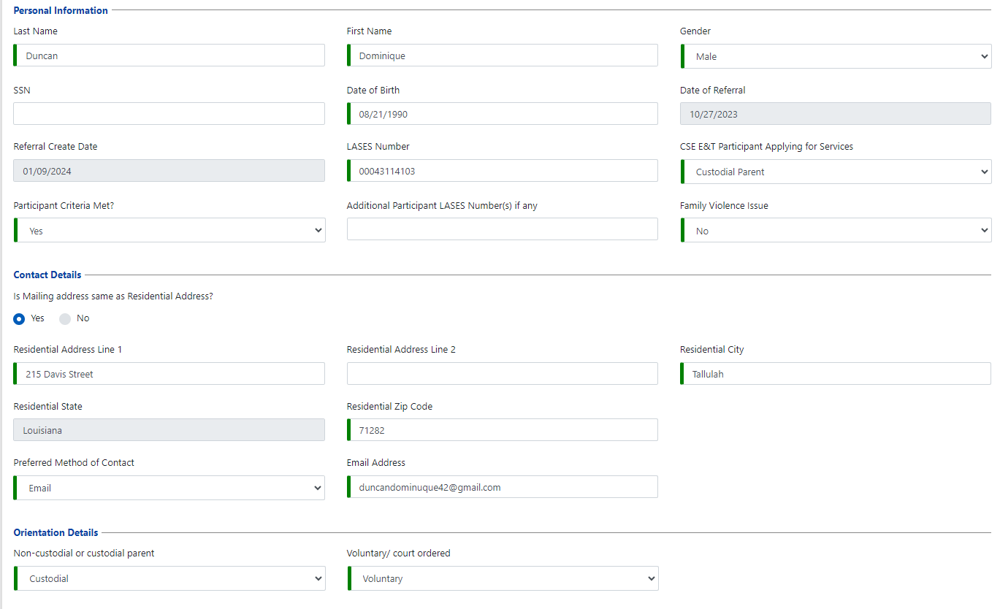 Personal Information
Last Name First Name Gender
Duncan Dominique Male
SSN Date of Birth Date of Referral
08/21/1990 10/27/2023
Referral Create Date LASES Number CSE E&T Participant Applying for Services
01/09/2024 00043114103 Custodial Parent
Participant Criteria Met? Additional Participant LASES Number(s) if any Family Violence Issue
Yes No
Contact Details
Is Mailing address same as Residential Address?
Yes No
Residential Address Line 1 Residential Address Line 2 Residential City
215 Davis Street Tallulah
Residential State Residential Zip Code
Louisiana 71282
Preferred Method of Contact Email Address
Email duncandominuque42@gmail.com
Orientation Details
Non-custodial or custodial parent Voluntary/ court ordered
Custodial Voluntary